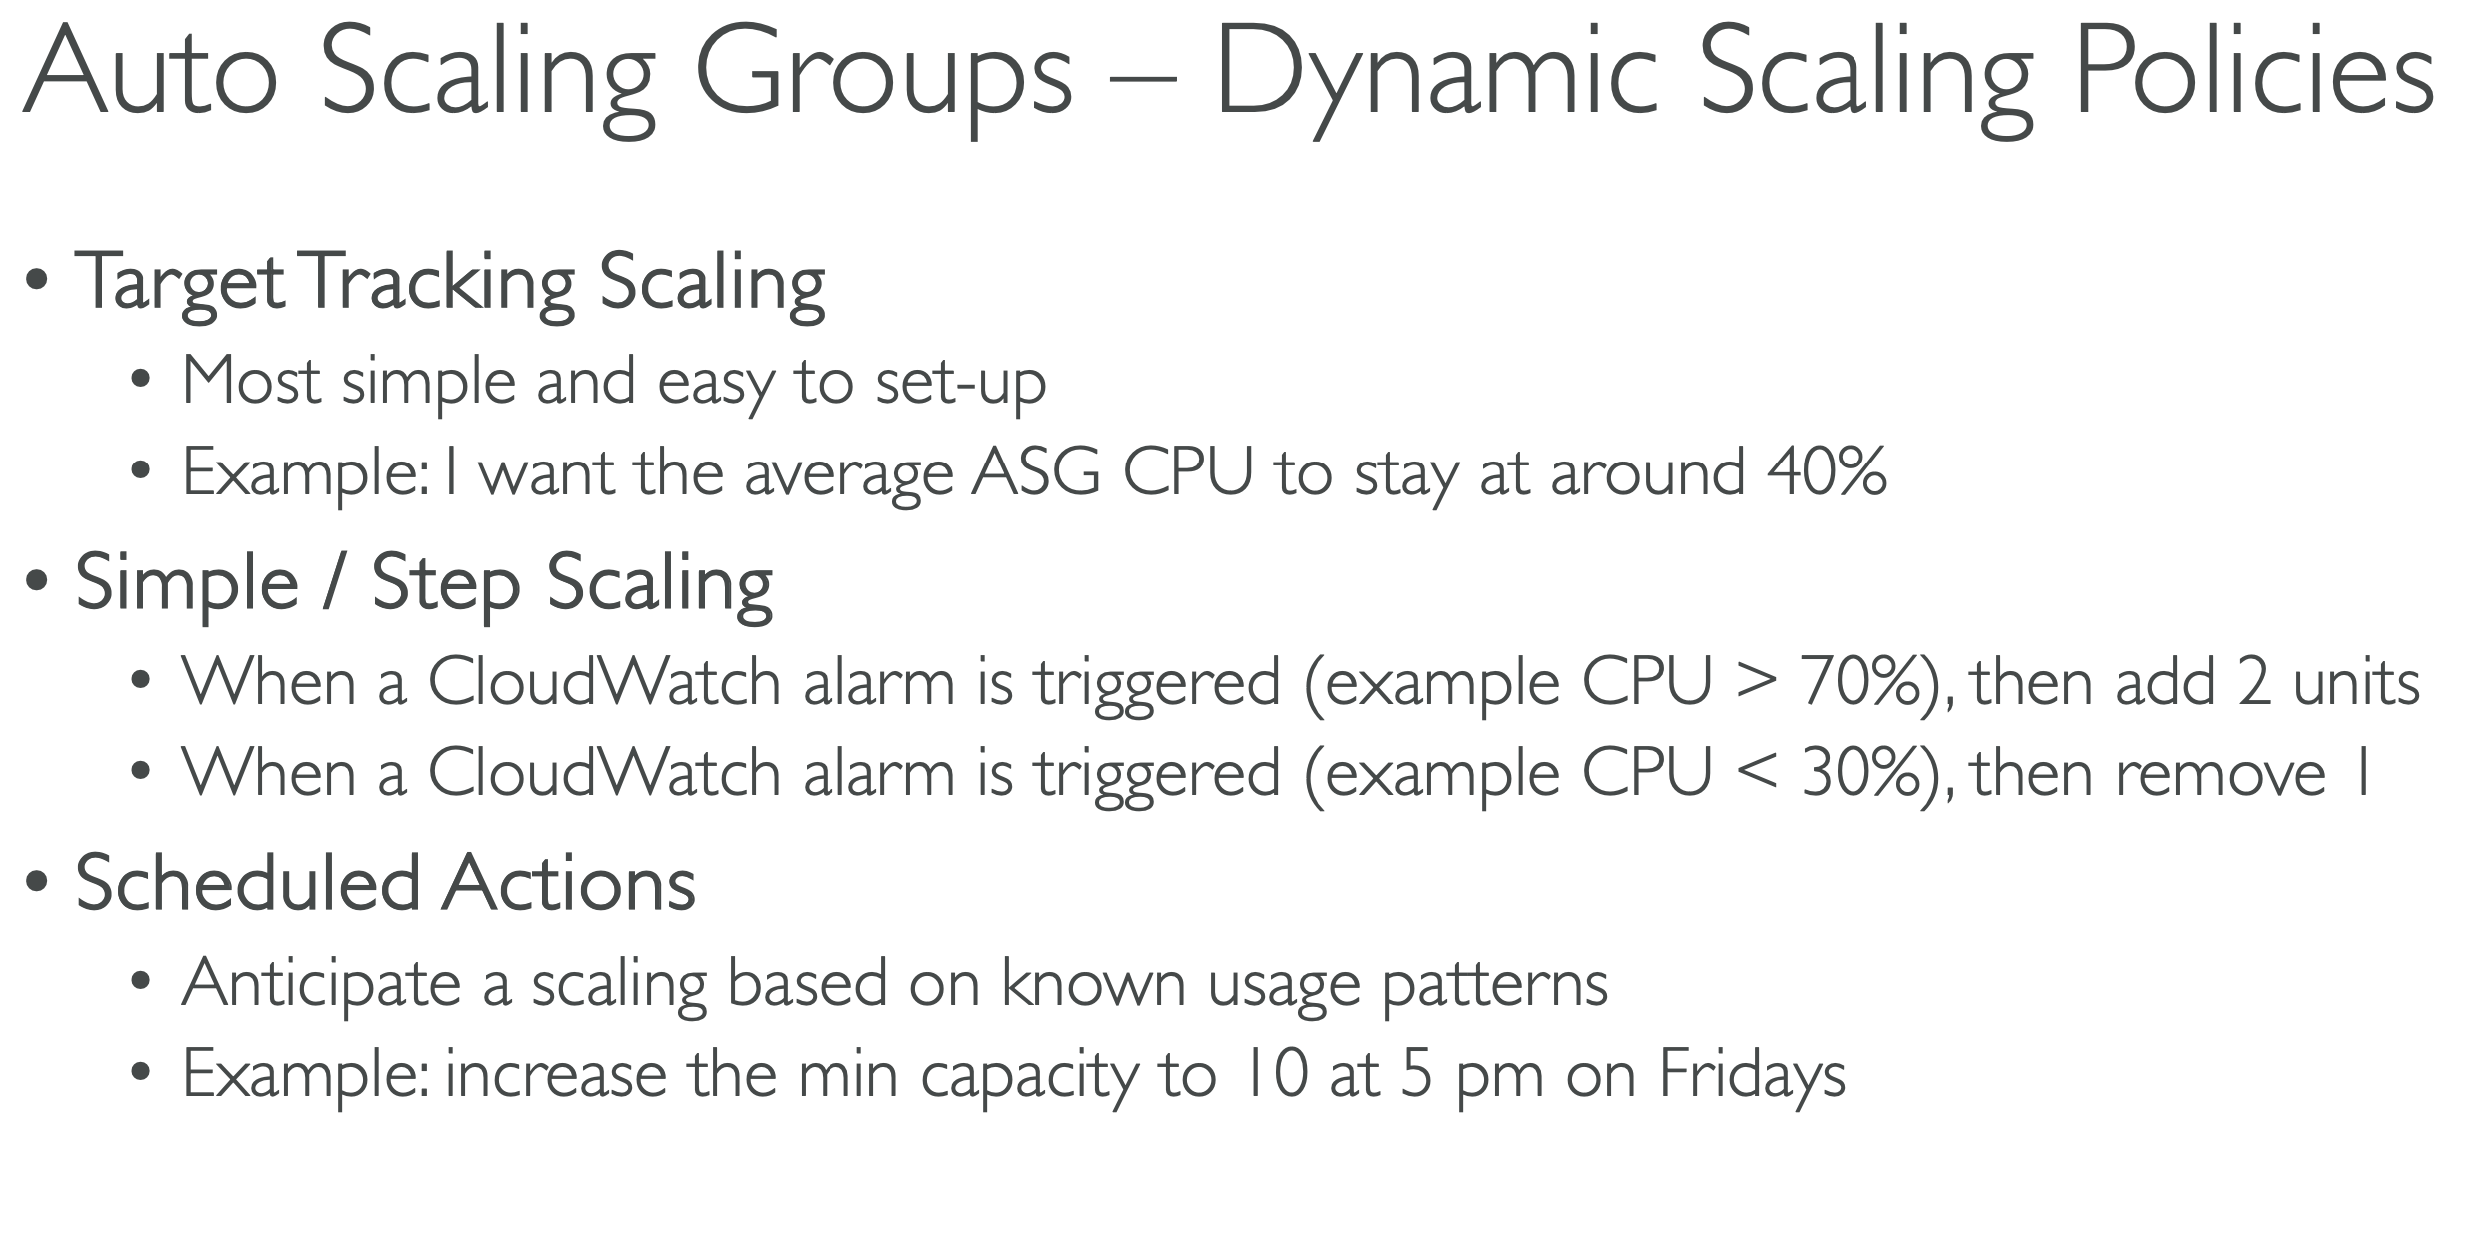 Auto Scaling Groups – Dynamic Scaling Policies
• Target Tracking Scaling
• Most simple and easy to set-up
• Example: I want the average ASG CPU to stay at around 40%
• Simple / Step Scaling
• When a CloudWatch alarm is triggered (example CPU > 70%), then add 2 units
• When a CloudWatch alarm is triggered (example CPU < 30%), then remove 1
• Scheduled Actions
• Anticipate a scaling based on known usage patterns
• Example: increase the min capacity to 10 at 5 pm on Fridays